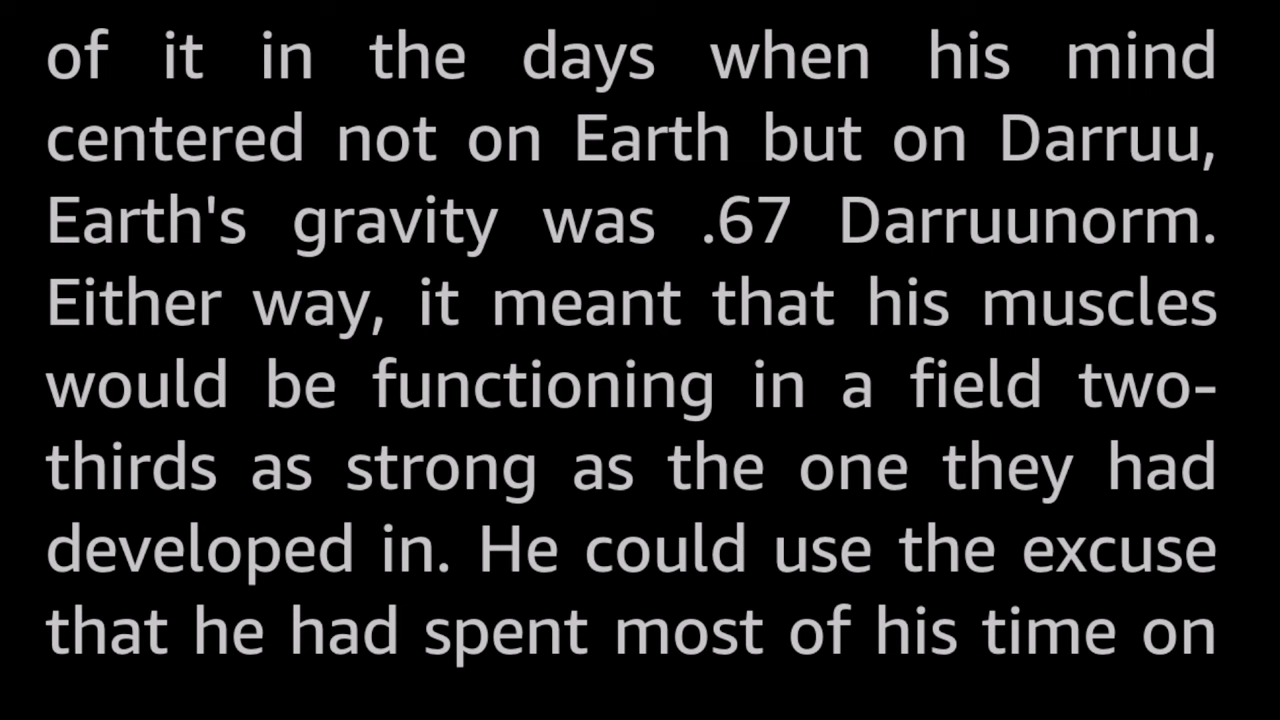 of it in the days when his mind
centered not on Earth but on Darruu,
Earth's gravity was .67 Darruunorm.
Either way, it meant that his muscles
would be functioning in a field two-
thirds as strong as the one they had
developed in. He could use the excuse
that he had spent most of his time on